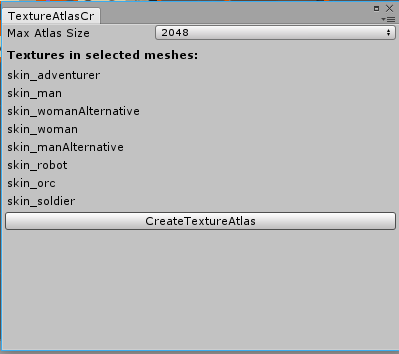 TextureAtlasCr
Max Atlas Size 2048
Textures in selected meshes:
skin_adventurer
skin_man
skin_womanAlternative
skin_woman
skin_manAlternative
skin_robot
skin_orc
skin_soldier
CreateTextureAtlas